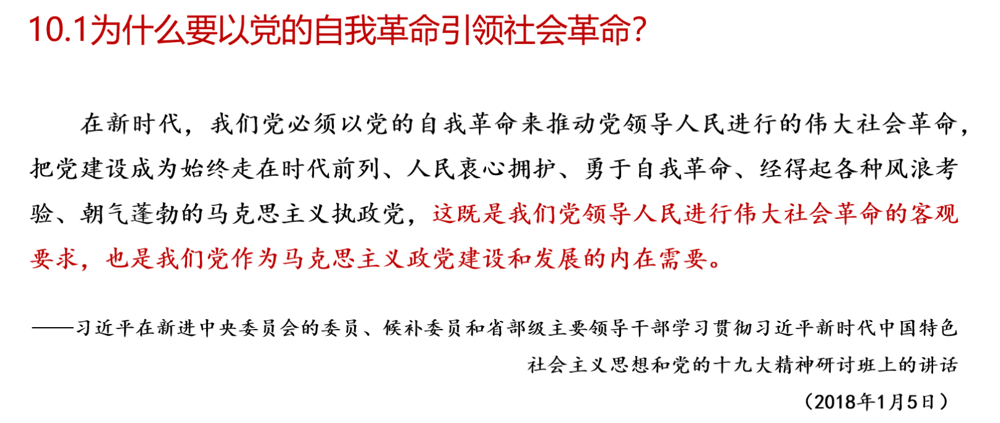 10.1为什么要以党的自我革命引领社会革命？
在新时代，我们党必须以党的自我革命来推动党领导人民进行的伟大社会革命，
把党建设成为始终走在时代前列、人民衷心拥护、勇于自我革命、经得起各种风浪考
验、朝气蓬勃的马克思主义执政党，这既是我们党领导人民进行伟大社会革命的客观
要求，也是我们党作为马克思主义政党建设和发展的内在需要。
——习近平在新进中央委员会的委员、候补委员和省部级主要领导干部学习贯彻习近平新时代中国特色
社会主义思想和党的十九大精神研讨班上的讲话
（2018年1月5日）